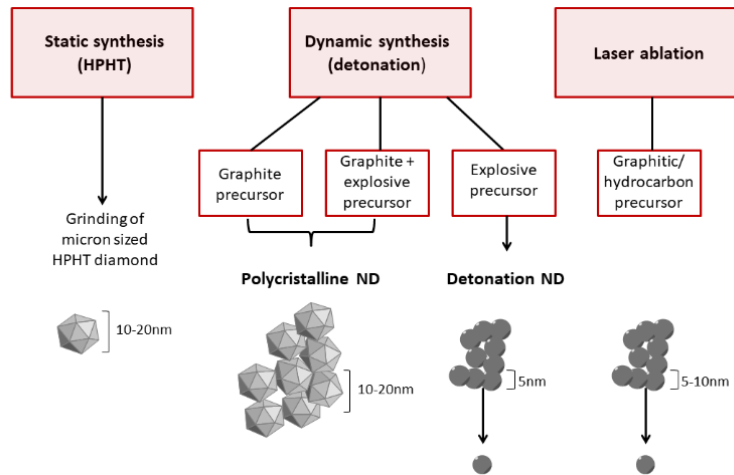 Static synthesis
(HPHT)
Dynamic synthesis
(detonation)
Laser ablation
Graphite
precursor
Graphite +
explosive
precursor
Explosive
precursor
Graphitic/
hydrocarbon
precursor
Grinding of
micron sized
HPHT diamond
Polycristalline ND
Detonation ND
10-20nm
10-20nm
5nm
5-10nm